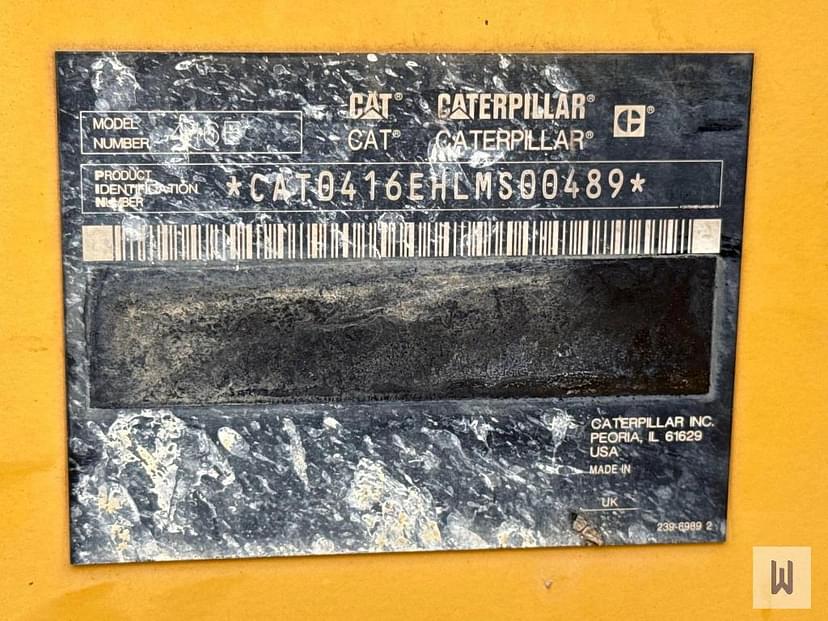 CAT® CATERPILLAR®
CAT® CATERPILLAR®
MODEL NUMBER 416E
PRODUCT IDENTIFICATION NUMBER *CAT0416EHLMS00489*
CATERPILLAR INC.
PEORIA, IL 61629
USA
MADE IN
UK
239-6989 2
W